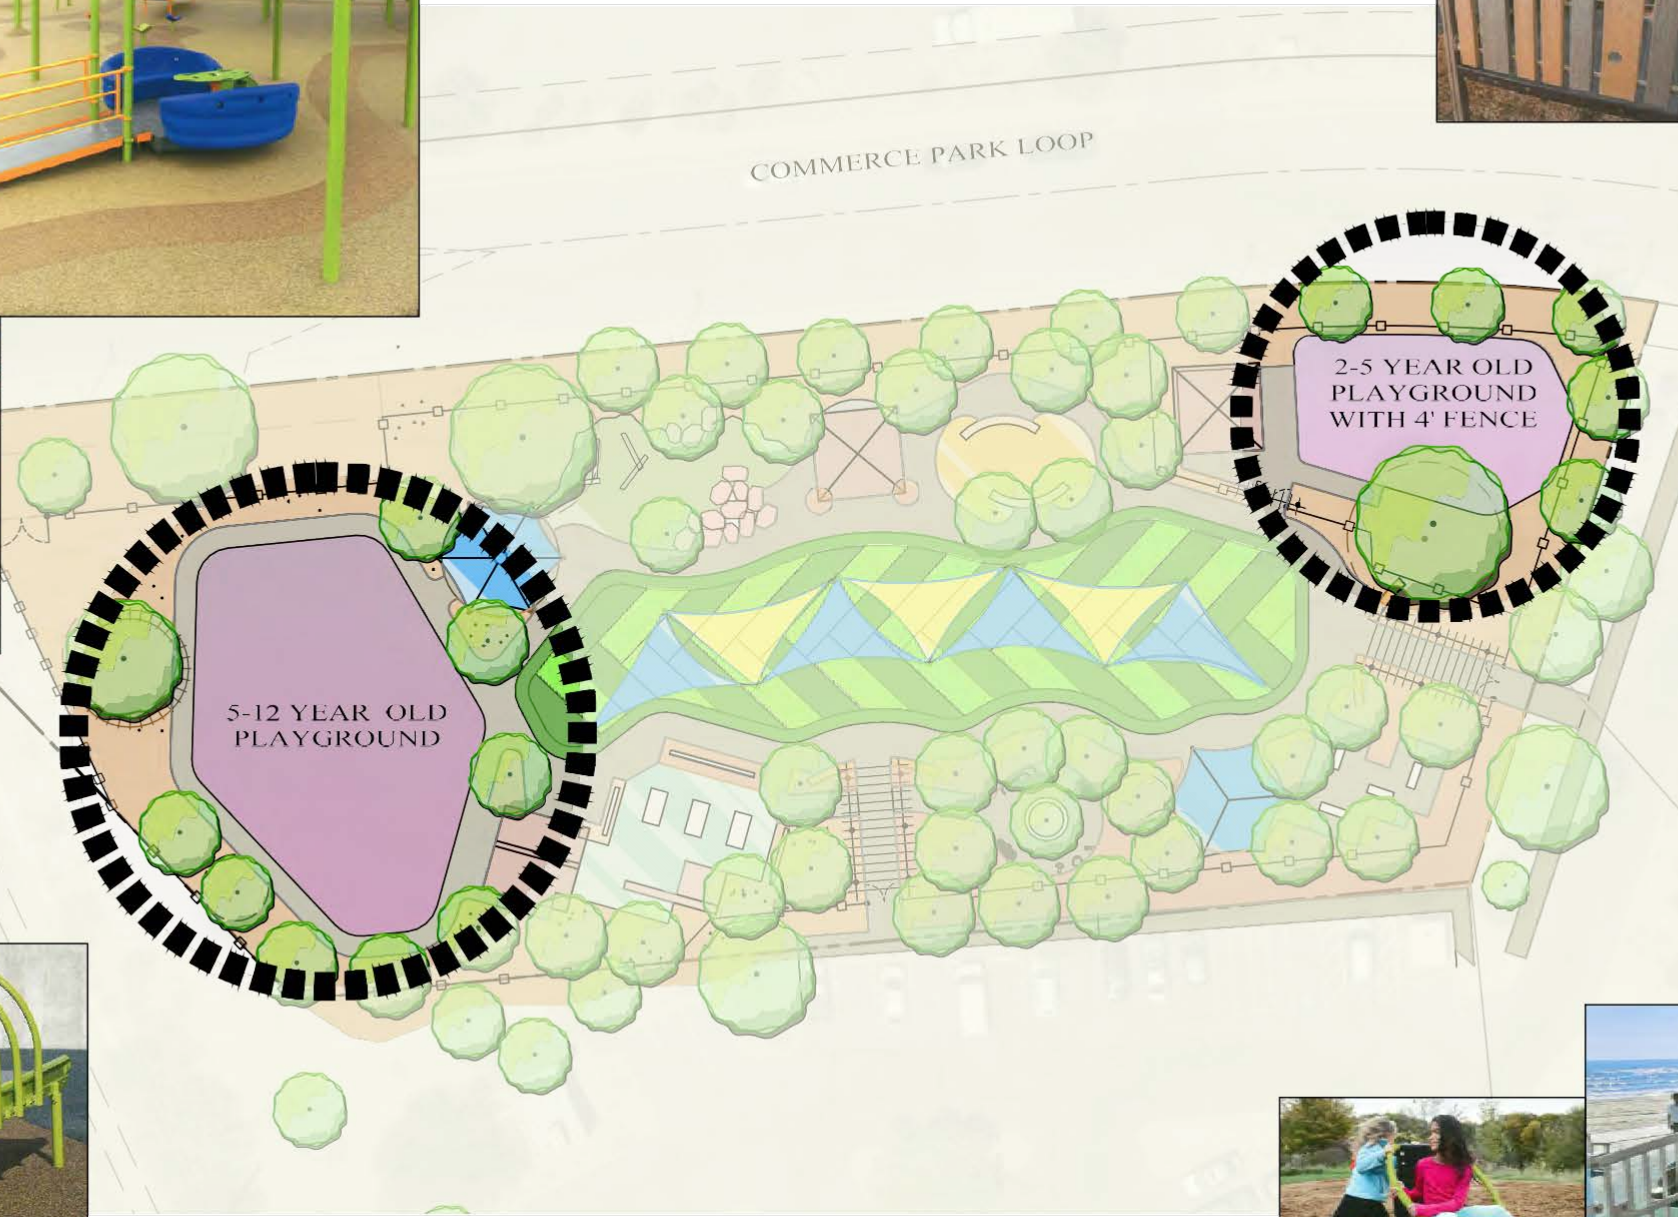 COMMERCE PARK LOOP
2-5 YEAR OLD
PLAYGROUND
WITH 4' FENCE
5-12 YEAR OLD
PLAYGROUND